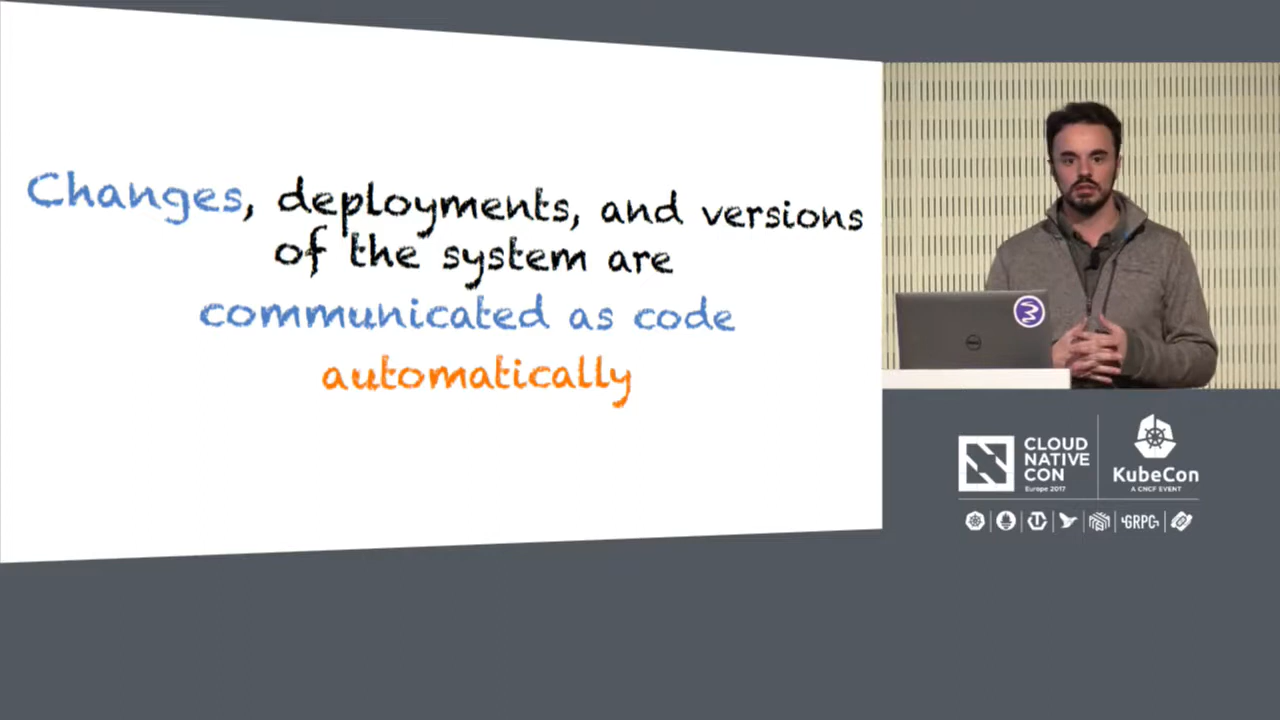 Changes, deployments, and versions
of the system are
communicated as code
automatically
DELL
CLOUD
NATIVE
CON
Europe 2017
KubeCon
A CNCF EVENT
GRPC